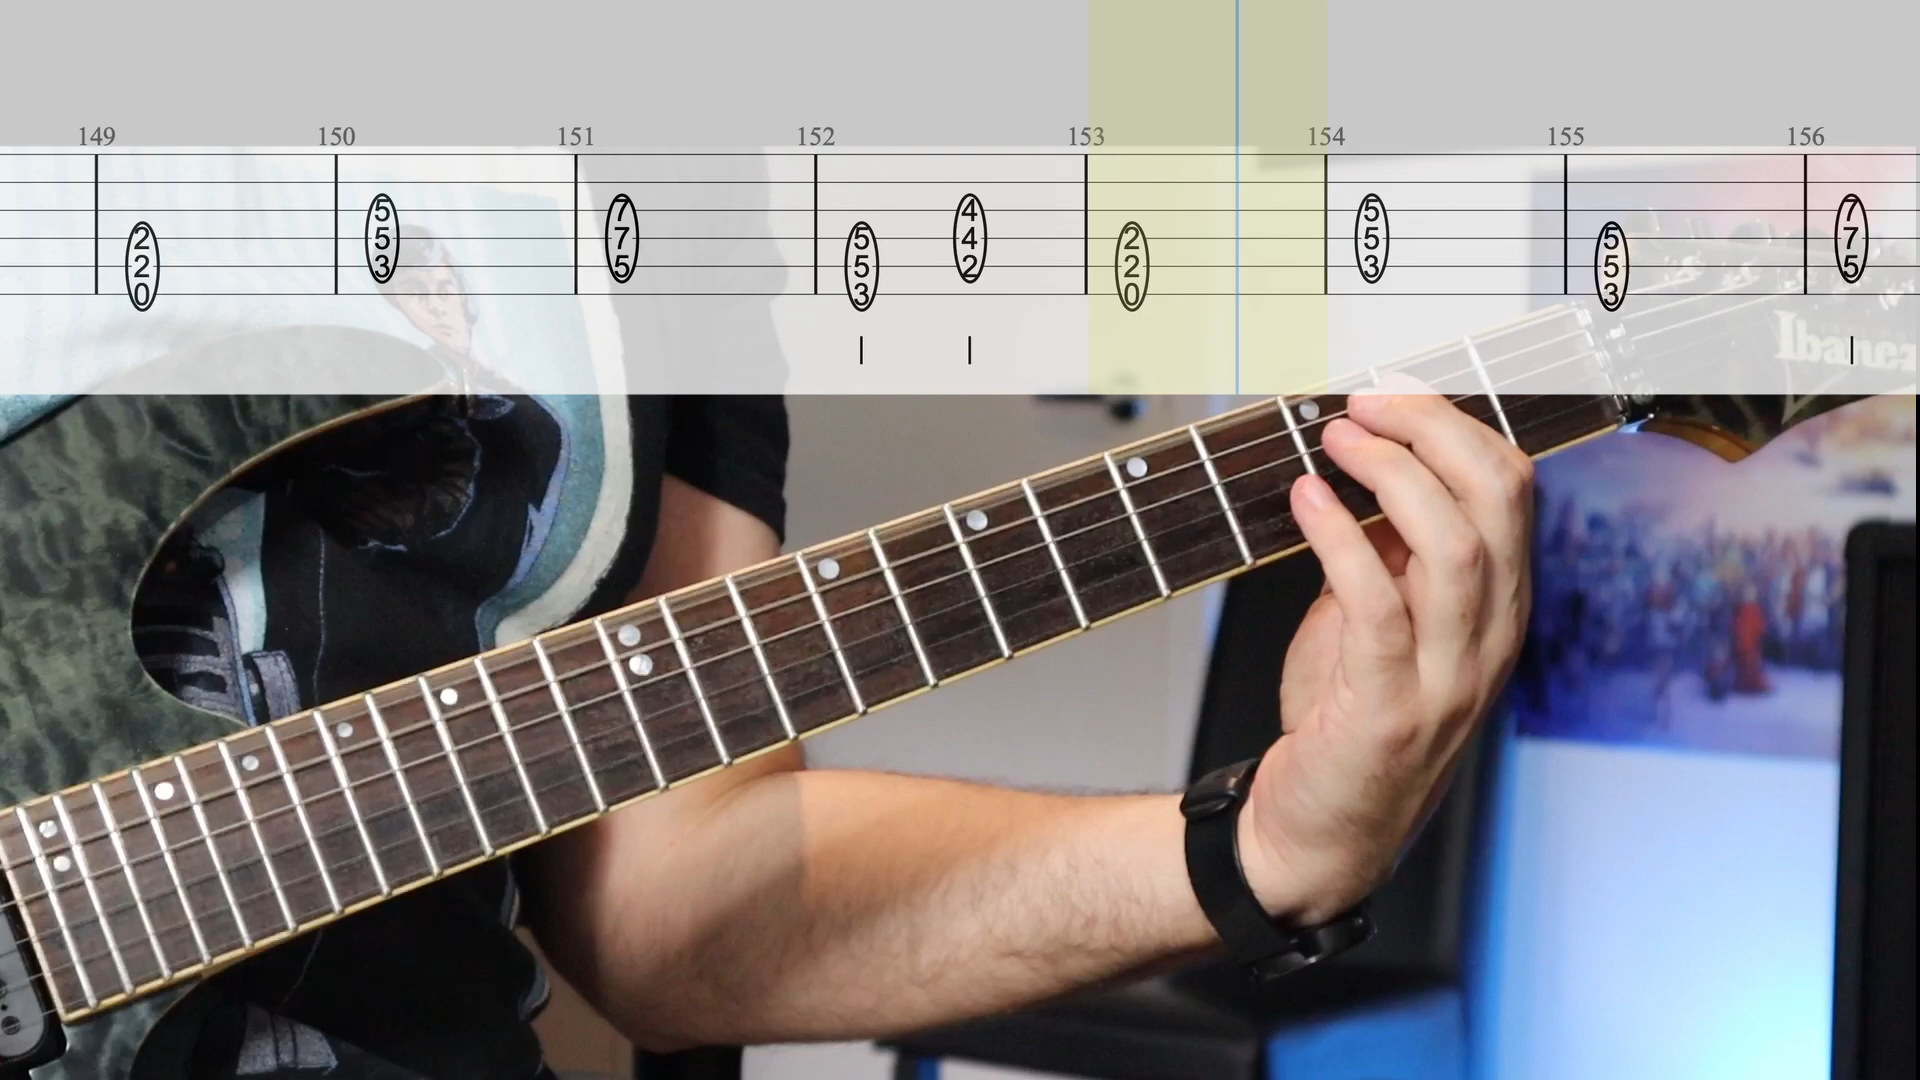 149 150 151 152 153 154 155 156
5 7 4 5 7
2 5 7 5 4 2 5 5 7
2 3 5 5 2 2 3 5 5
0 3 0 3
Ibanez